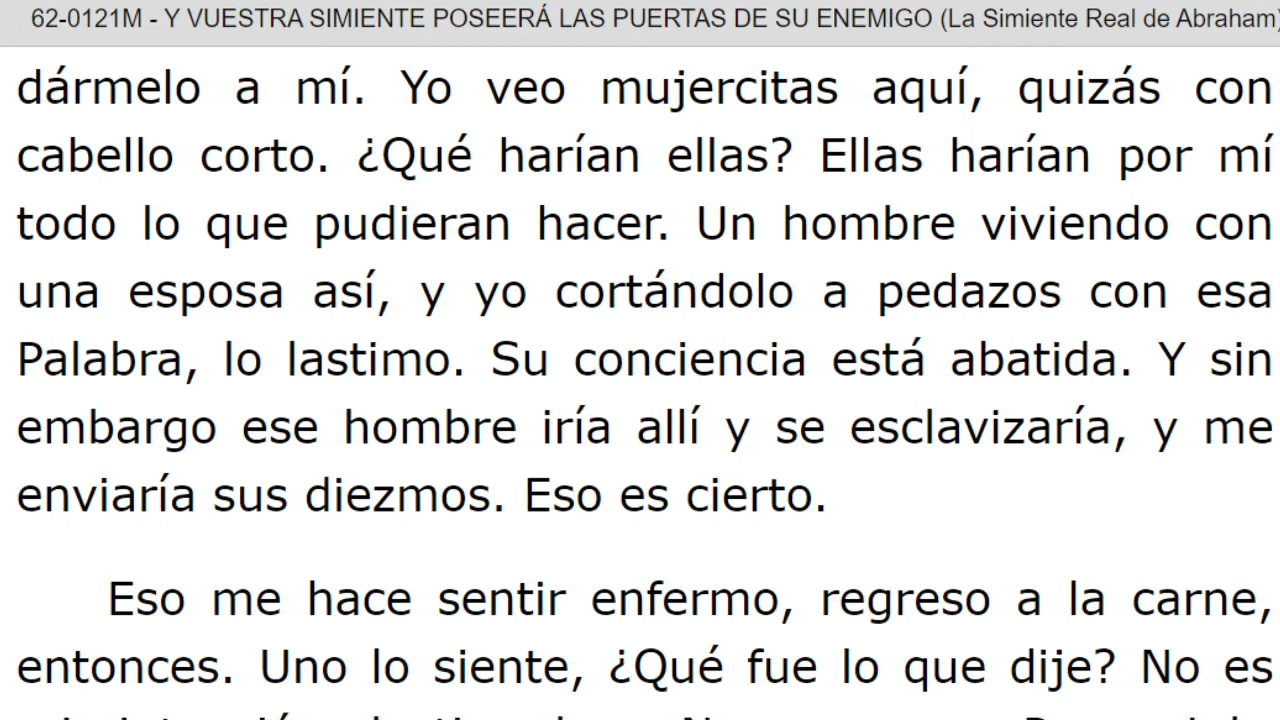 62-0121M - Y VUESTRA SIMIENTE POSEERÁ LAS PUERTAS DE SU ENEMIGO (La Simiente Real de Abraham)
dármelo a mí. Yo veo mujercitas aquí, quizás con
cabello corto. ¿Qué harían ellas? Ellas harían por mí
todo lo que pudieran hacer. Un hombre viviendo con
una esposa así, y yo cortándolo a pedazos con esa
Palabra, lo lastimo. Su conciencia está abatida. Y sin
embargo ese hombre iría allí y se esclavizaría, y me
enviaría sus diezmos. Eso es cierto.
Eso me hace sentir enfermo, regreso a la carne,
entonces. Uno lo siente, ¿Qué fue lo que dije? No es